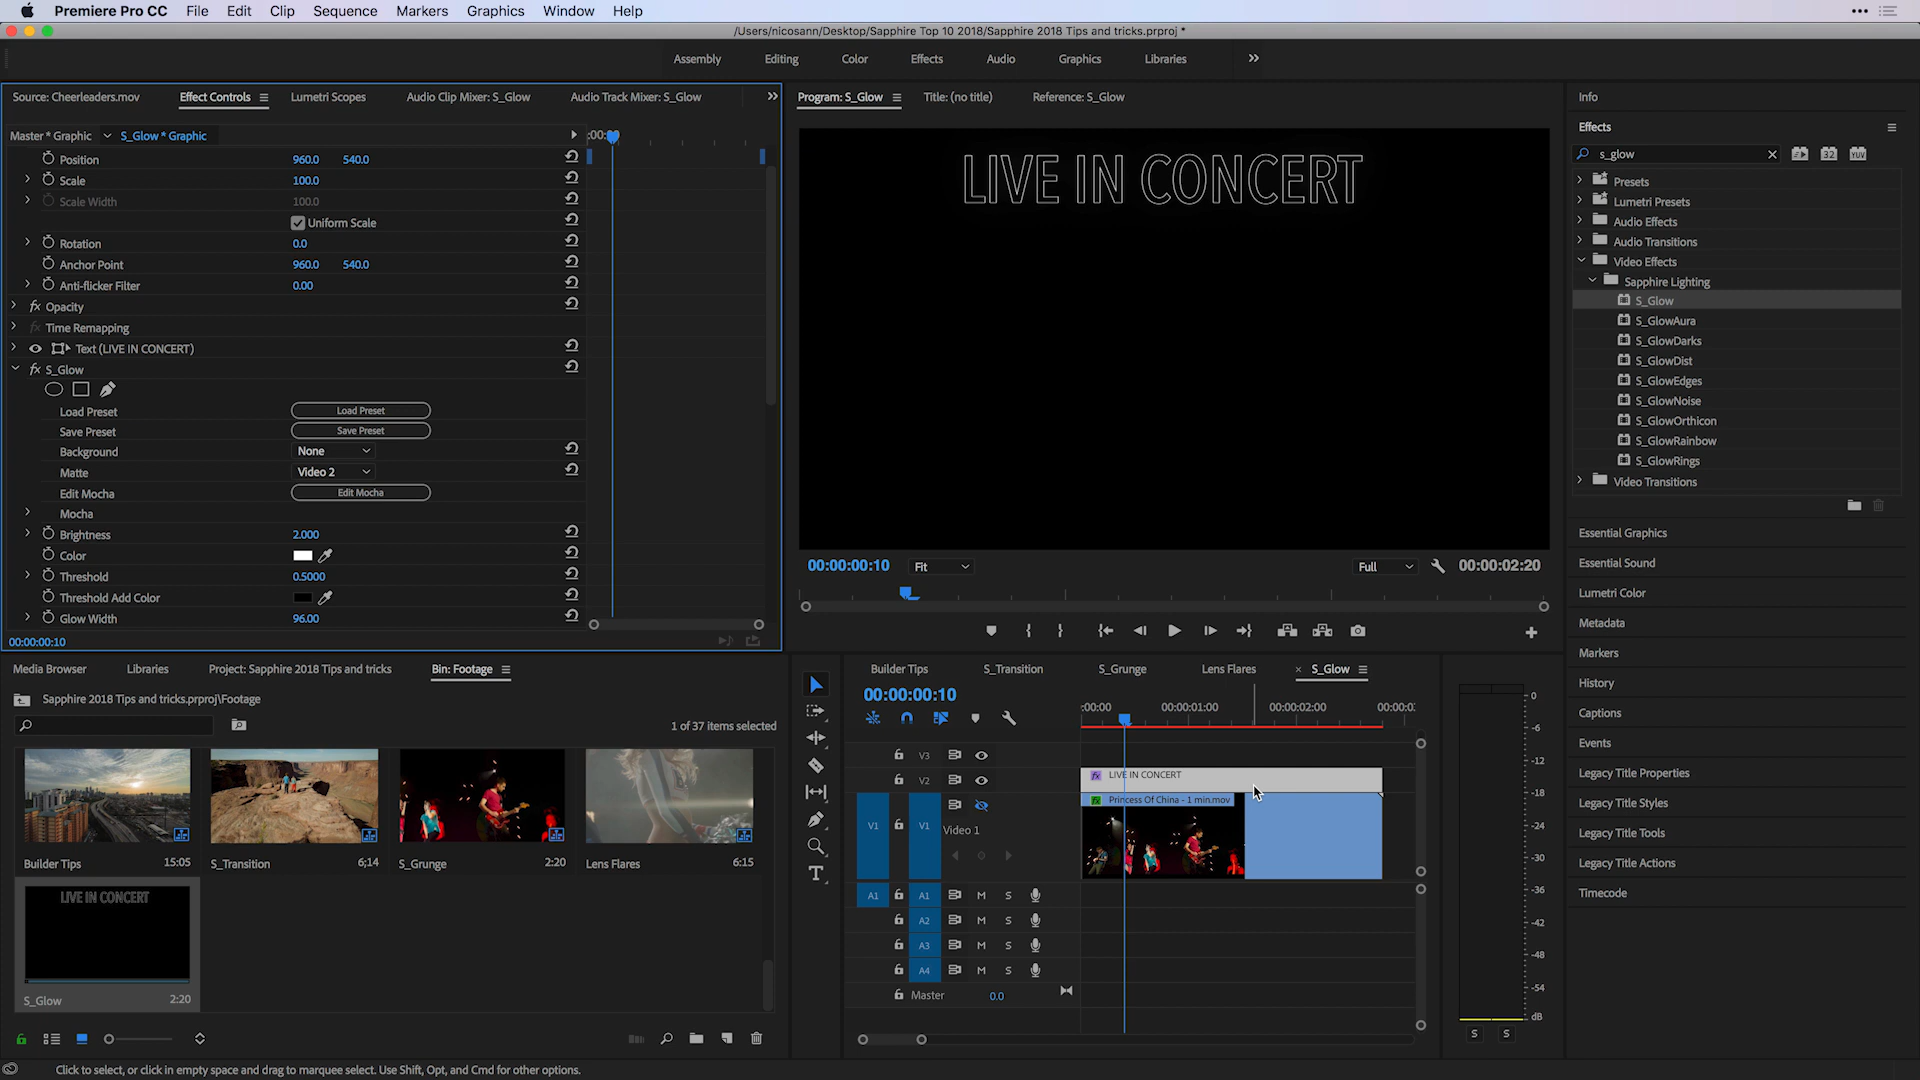 Premiere Pro CC File Edit Clip Sequence Markers Graphics Window Help
/Users/nicosann/Desktop/Sapphire Top 10 2018/Sapphire 2018 Tips and tricks.prproj *
Assembly Editing Color Effects Audio Graphics Libraries
Source: Cheerleaders.mov Effect Controls Lumetri Scopes Audio Clip Mixer: S_Glow Audio Track Mixer: S_Glow
Master * Graphic S_Glow * Graphic
Position 960.0 540.0
Scale 100.0
Scale Width 100.0
Uniform Scale
Rotation 0.0
Anchor Point 960.0 540.0
Anti-flicker Filter 0.00
fx Opacity
fx Time Remapping
Text (LIVE IN CONCERT)
fx S_Glow
Load Preset Load Preset
Save Preset Save Preset
Background None
Matte Video 2
Edit Mocha Edit Mocha
Mocha
Brightness 2.000
Color
Threshold 0.5000
Threshold Add Color
Glow Width 96.00
00:00:00:10
Program: S_Glow Title: (no title) Reference: S_Glow
LIVE IN CONCERT
00:00:00:10 Fit Full 00:00:02:20
Info
Effects
s_glow 32 YUV
Presets
Lumetri Presets
Audio Effects
Audio Transitions
Video Effects
Sapphire Lighting
S_Glow
S_GlowAura
S_GlowDarks
S_GlowDist
S_GlowEdges
S_GlowNoise
S_GlowOrthicon
S_GlowRainbow
S_GlowRings
Video Transitions
Essential Graphics
Essential Sound
Lumetri Color
Metadata
Markers
History
Captions
Events
Legacy Title Properties
Legacy Title Styles
Legacy Title Tools
Legacy Title Actions
Timecode
Media Browser Libraries Project: Sapphire 2018 Tips and tricks Bin: Footage
Sapphire 2018 Tips and tricks.prproj\Footage
1 of 37 items selected
Builder Tips 15:05 S_Transition 6;14 S_Grunge 2:20 Lens Flares 6:15
LIVE IN CONCERT
S_Glow 2:20
Builder Tips S_Transition S_Grunge Lens Flares × S_Glow
00:00:00:10
:00:00 00:00:01:00 00:00:02:00
V3
V2 fx LIVE IN CONCERT
fx Princess Of China - 1 min.mov
V1 V1 Video 1
A1 A1 M S
A2 M S
A3 M S
A4 M S
Master 0.0
0
-6
-12
-18
-24
-30
-36
-42
-48
-54
dB
S S
Click to select, or click in empty space and drag to marquee select. Use Shift, Opt, and Cmd for other options.